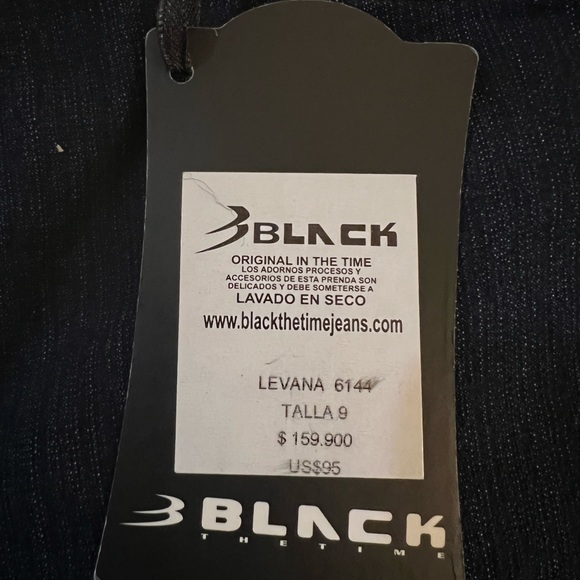 BLACK
ORIGINAL IN THE TIME
LOS ADORNOS PROCESOS Y
ACCESORIOS DE ESTA PRENDA SON
DELICADOS Y DEBE SOMETERSE A
LAVADO EN SECO
www.blackthetimejeans.com
LEVANA 6144
TALLA 9
$ 159.900
US$95
BLACK
THE TIME